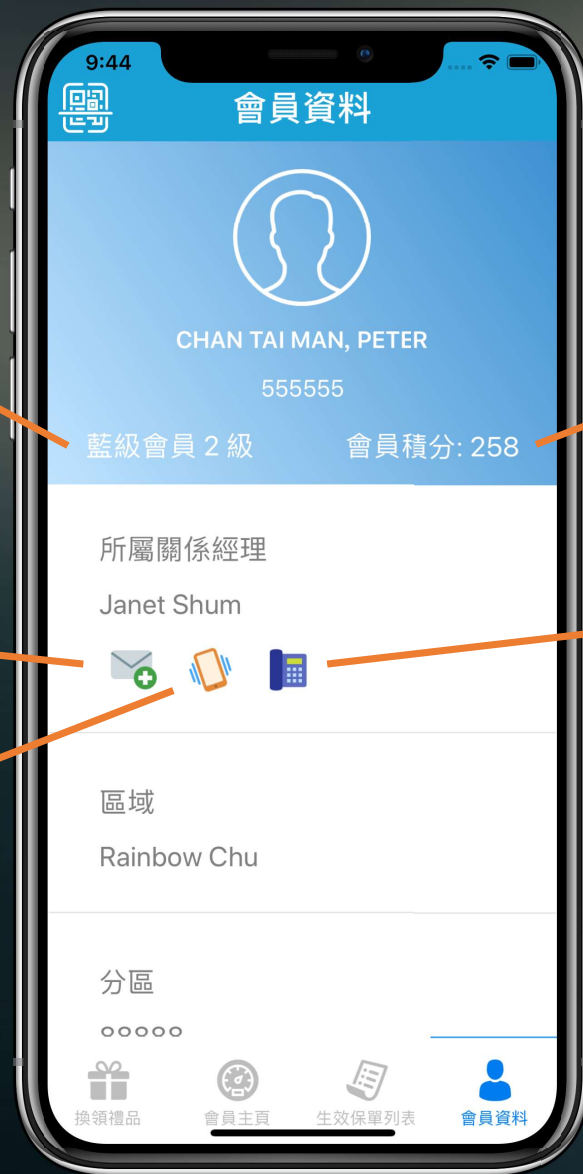 9:44
會員資料
CHAN TAI MAN, PETER
555555
藍級會員 2 級
會員積分: 258
所屬關係經理
Janet Shum
區域
Rainbow Chu
分區
換領禮品
會員主頁
生效保單列表
會員資料